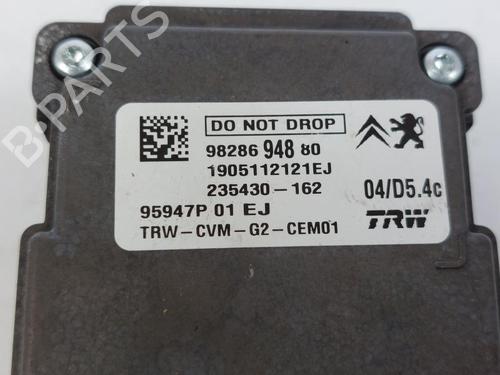 B-PARTS
DO NOT DROP
98286 948 80
1905112121EJ
235430-162
04/D5.4c
95947P 01 EJ
TRW-CVM-G2-CEM01
TRW